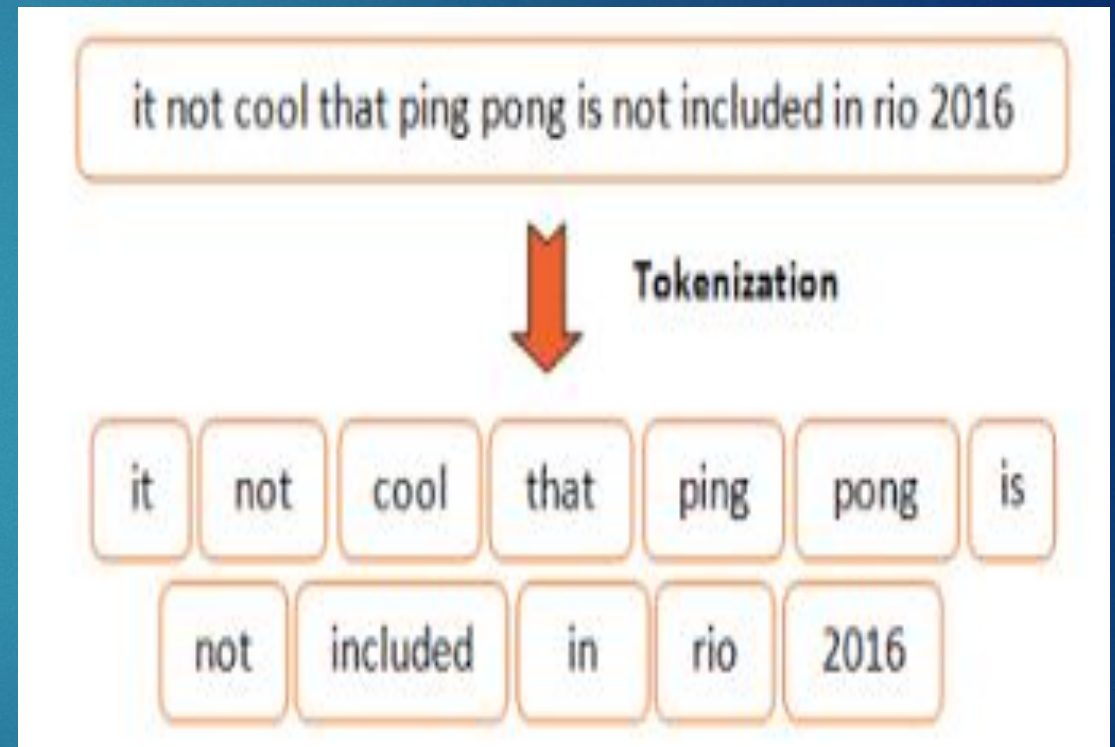 it not cool that ping pong is not included in rio 2016
Tokenization
it not cool that ping pong is
not included in rio 2016